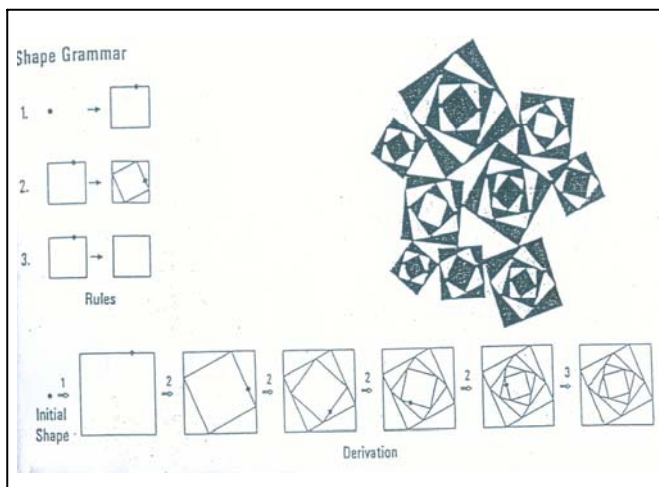 Shape Grammar
1.
2.
3.
Rules
1 2 2 2 2 3
Initial
Shape
Derivation